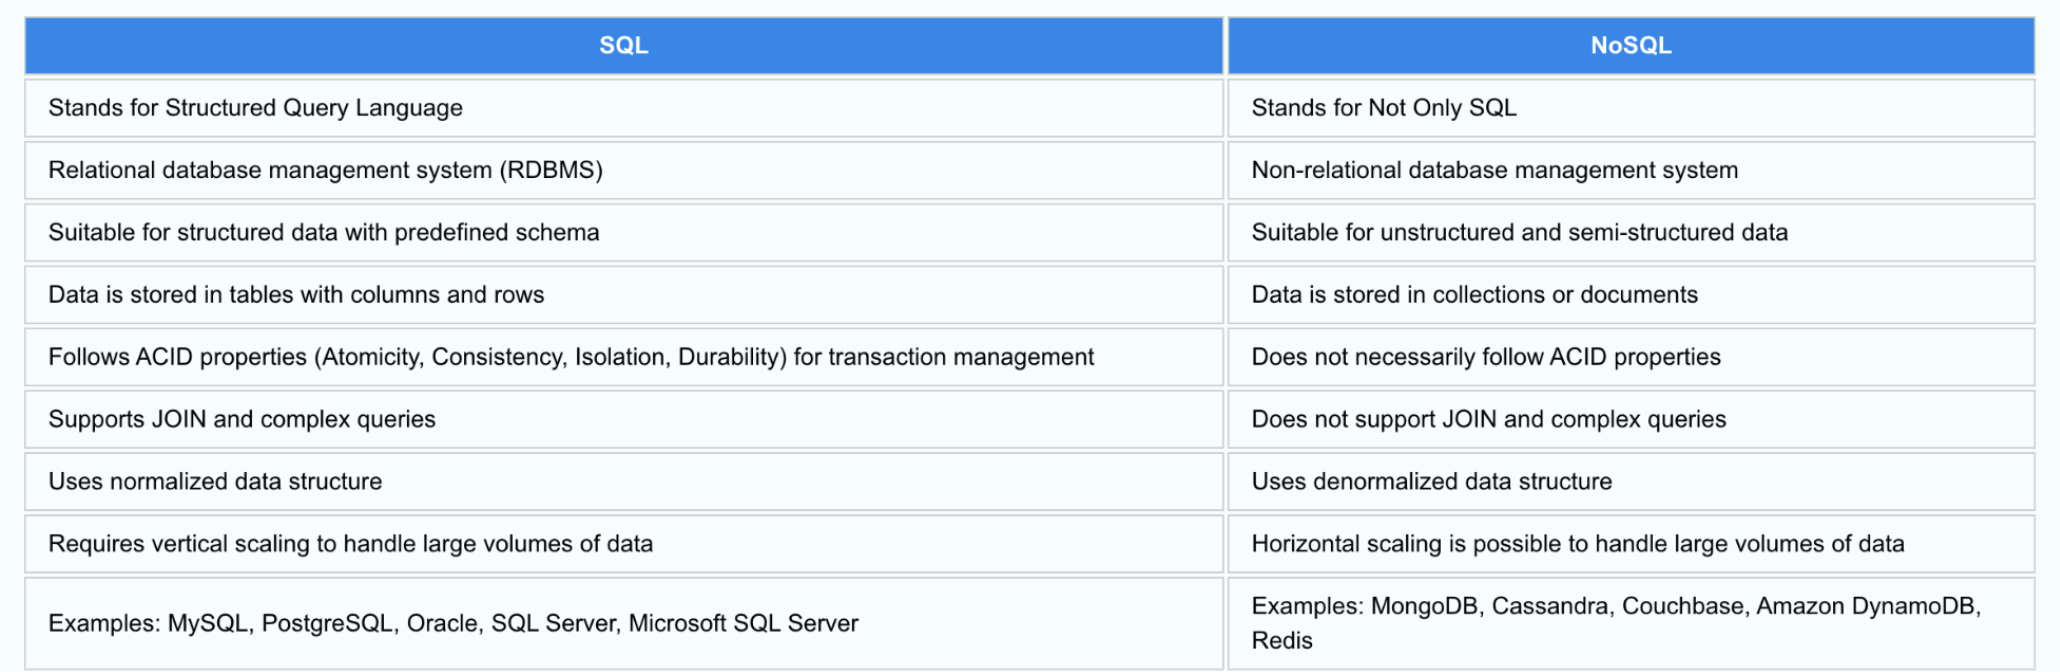 SQL
NoSQL
Stands for Structured Query Language
Stands for Not Only SQL
Relational database management system (RDBMS)
Non-relational database management system
Suitable for structured data with predefined schema
Suitable for unstructured and semi-structured data
Data is stored in tables with columns and rows
Data is stored in collections or documents
Follows ACID properties (Atomicity, Consistency, Isolation, Durability) for transaction management
Does not necessarily follow ACID properties
Supports JOIN and complex queries
Does not support JOIN and complex queries
Uses normalized data structure
Uses denormalized data structure
Requires vertical scaling to handle large volumes of data
Horizontal scaling is possible to handle large volumes of data
Examples: MySQL, PostgreSQL, Oracle, SQL Server, Microsoft SQL Server
Examples: MongoDB, Cassandra, Couchbase, Amazon DynamoDB,
Redis